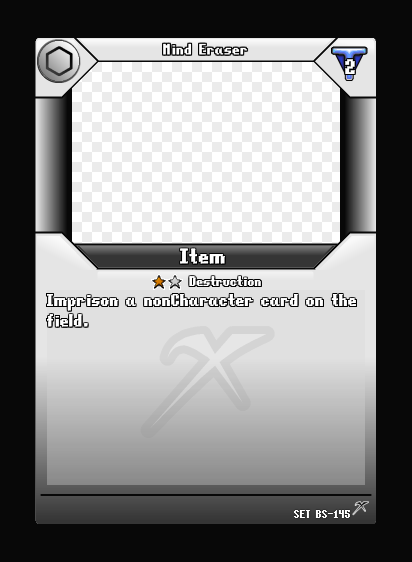 Mind Eraser
2
Item
Destruction
Imprison a nonCharacter card on the
field.
SET BS-145